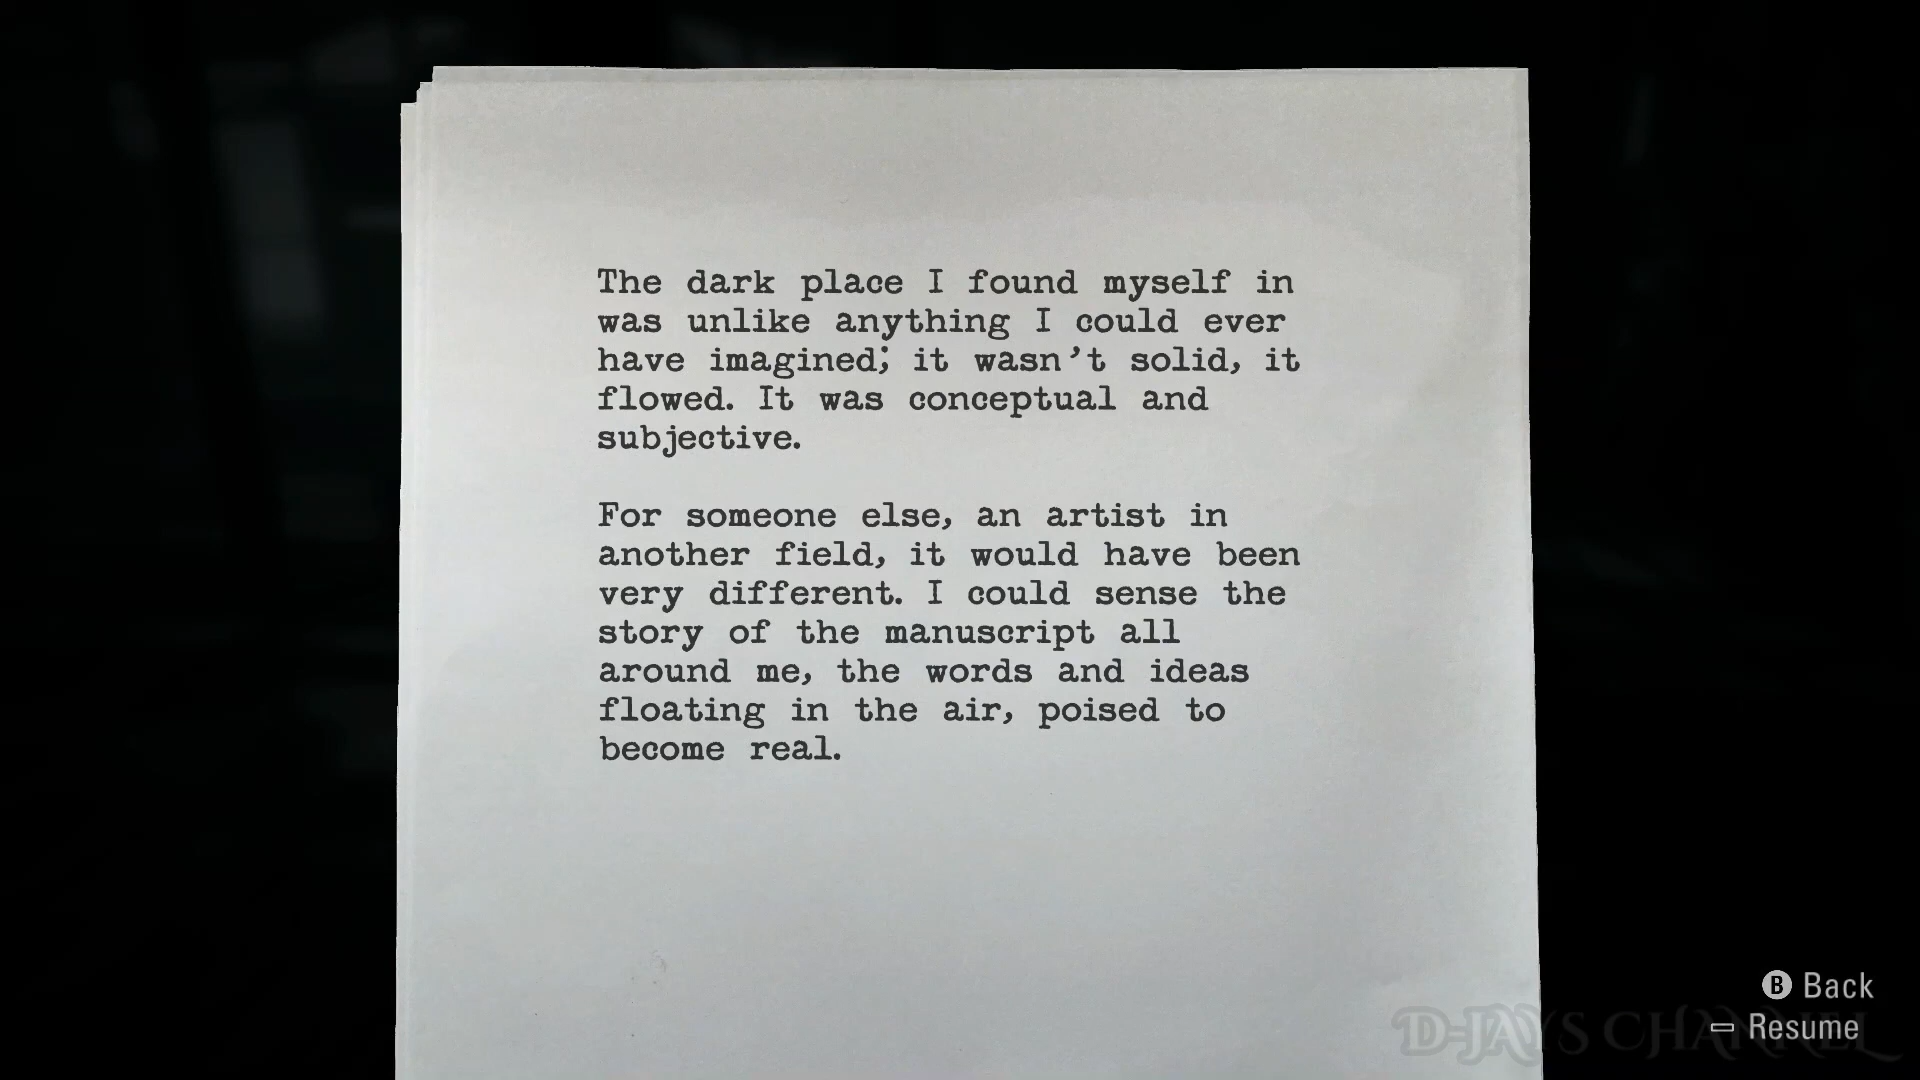 The dark place I found myself in
was unlike anything I could ever
have imagined; it wasn't solid, it
flowed. It was conceptual and
subjective.
For someone else, an artist in
another field, it would have been
very different. I could sense the
story of the manuscript all
around me, the words and ideas
floating in the air, poised to
become real.
B Back
Resume
D-JAYS CHANNEL